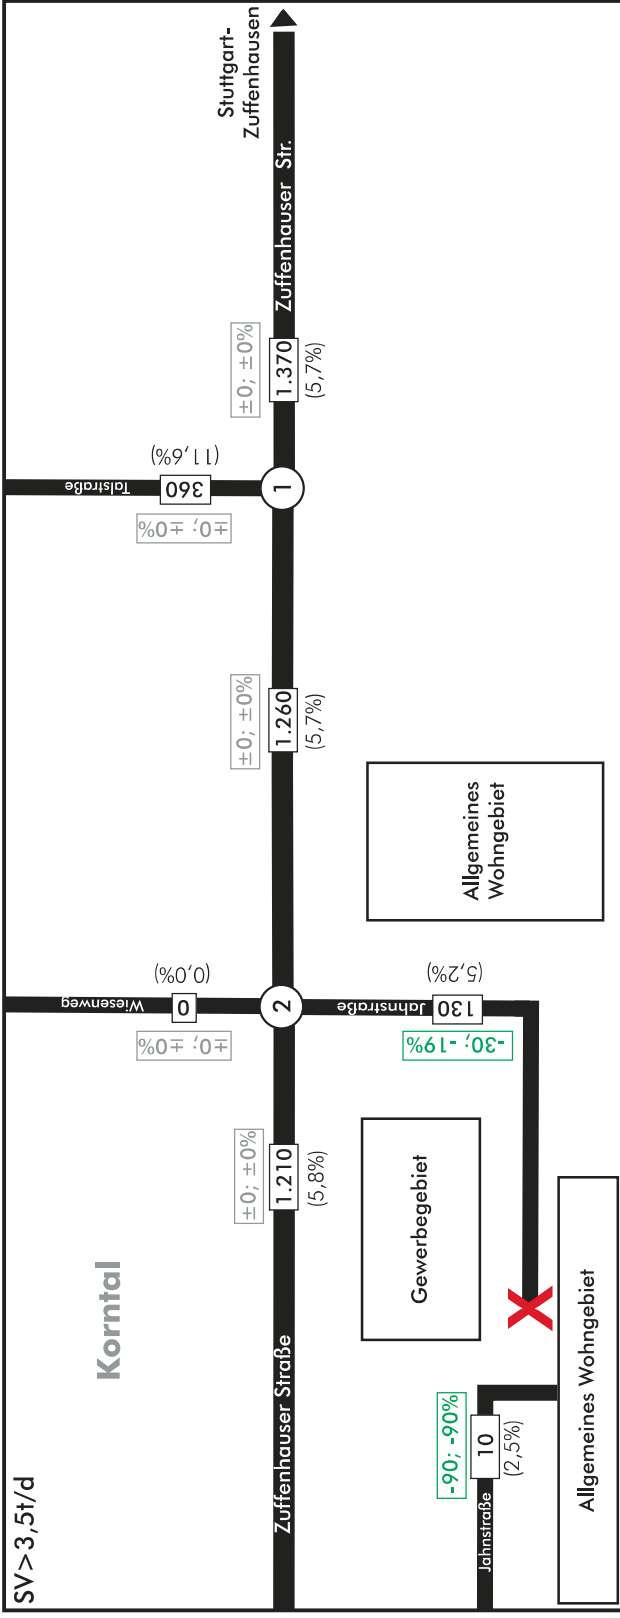 SV>3,5t/d
Korntal
Stuttgart-
Zuffenhausen
Zuffenhauser Straße
±0; ±0%
1.210
(5,8%)
2
Wiesenweg
0
(0,0%)
±0; ±0%
±0; ±0%
1.260
(5,7%)
1
Talstraße
360
(11,6%)
±0; ±0%
±0; ±0%
1.370
(5,7%)
Zuffenhauser Str.
Jahnstraße
130
(5,2%)
-30; -19%
Gewerbegebiet
Allgemeines
Wohngebiet
X
-90; -90%
Jahnstraße
10
(2,5%)
Allgemeines Wohngebiet